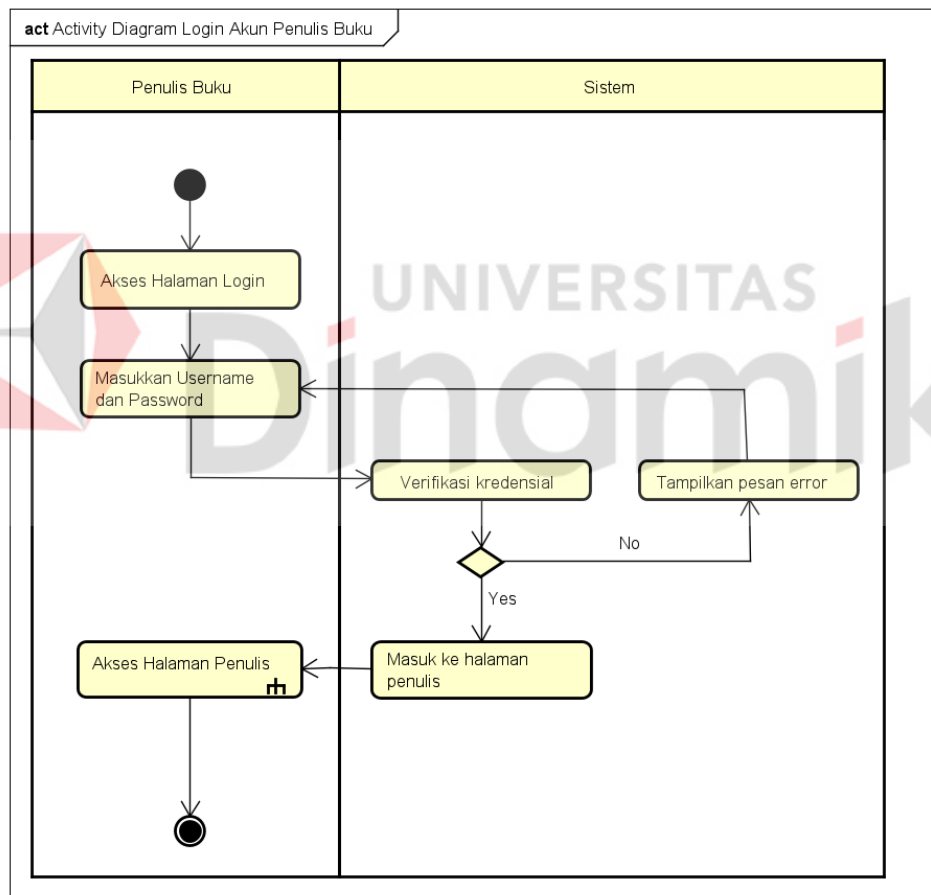 act Activity Diagram Login Akun Penulis Buku
Penulis Buku
Sistem
UNIVERSITAS
Dinamik
Akses Halaman Login
Masukkan Username
dan Password
Verifikasi kredensial
Tampilkan pesan error
No
Yes
Akses Halaman Penulis
Masuk ke halaman
penulis